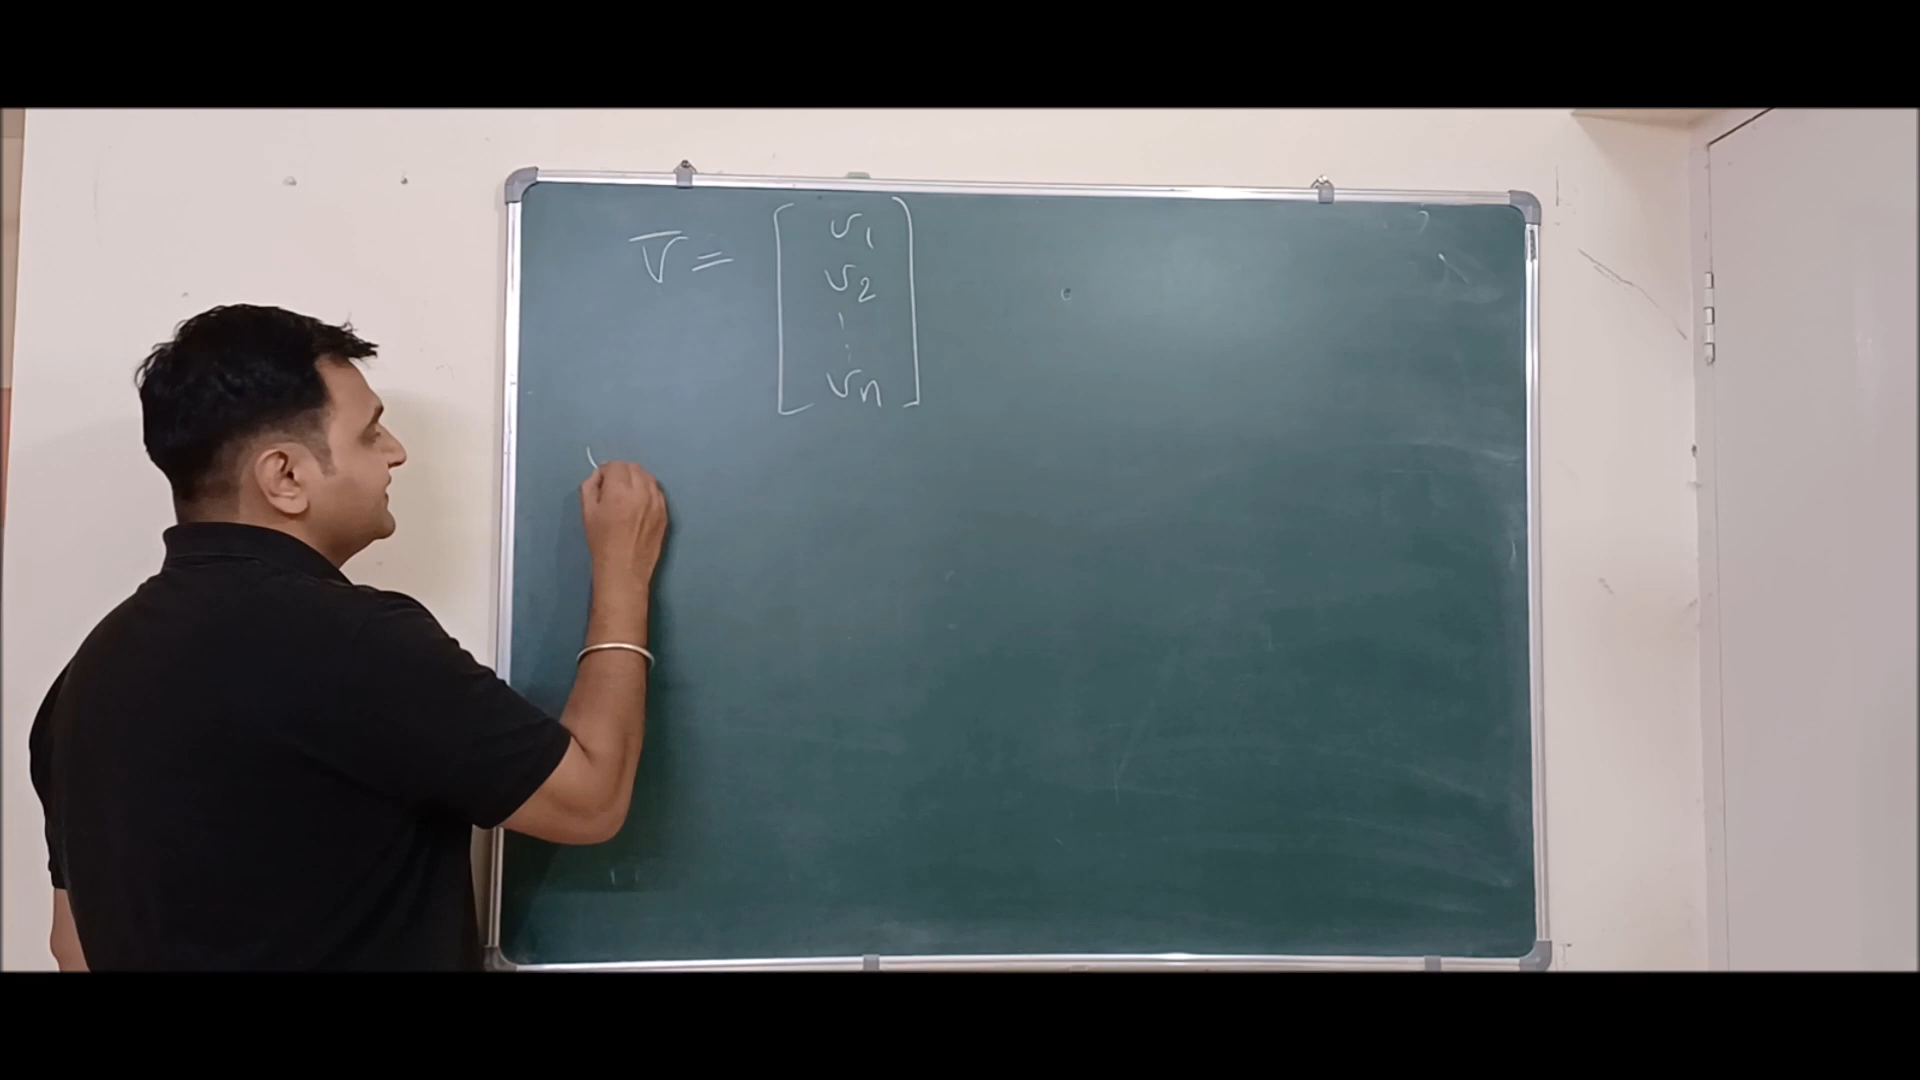 v̅ = [ v₁
v₂
⋮
vₙ ]